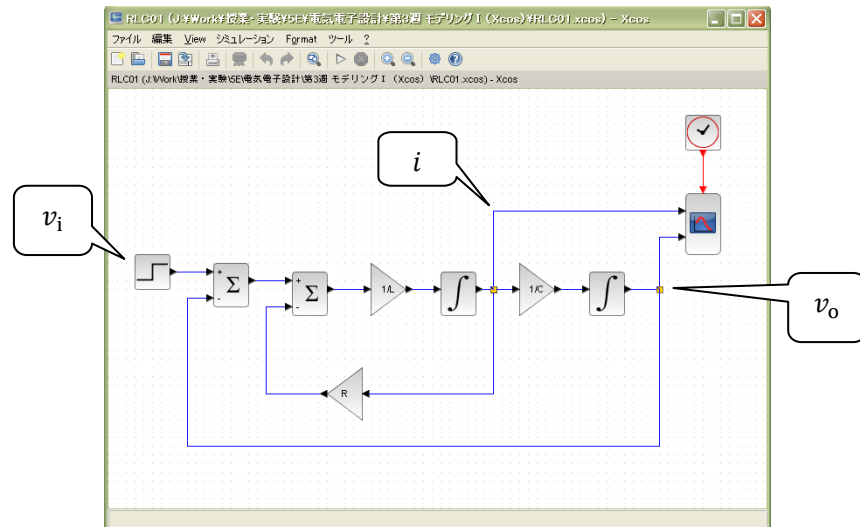 RLC01 (J:¥Work¥授業・実験¥5E¥電気電子設計¥第3週 モデリングⅠ(Xcos)¥RLC01.xcos) - Xcos
ファイル 編集 View シミュレーション Format ツール ?
RLC01 (J:\Work\授業・実験\5E\電気電子設計\第3週 モデリングⅠ (Xcos) \RLC01.xcos) - Xcos
i
v_i
+
-
Σ
+
-
Σ
1/L
∫
1/C
∫
v_o
R